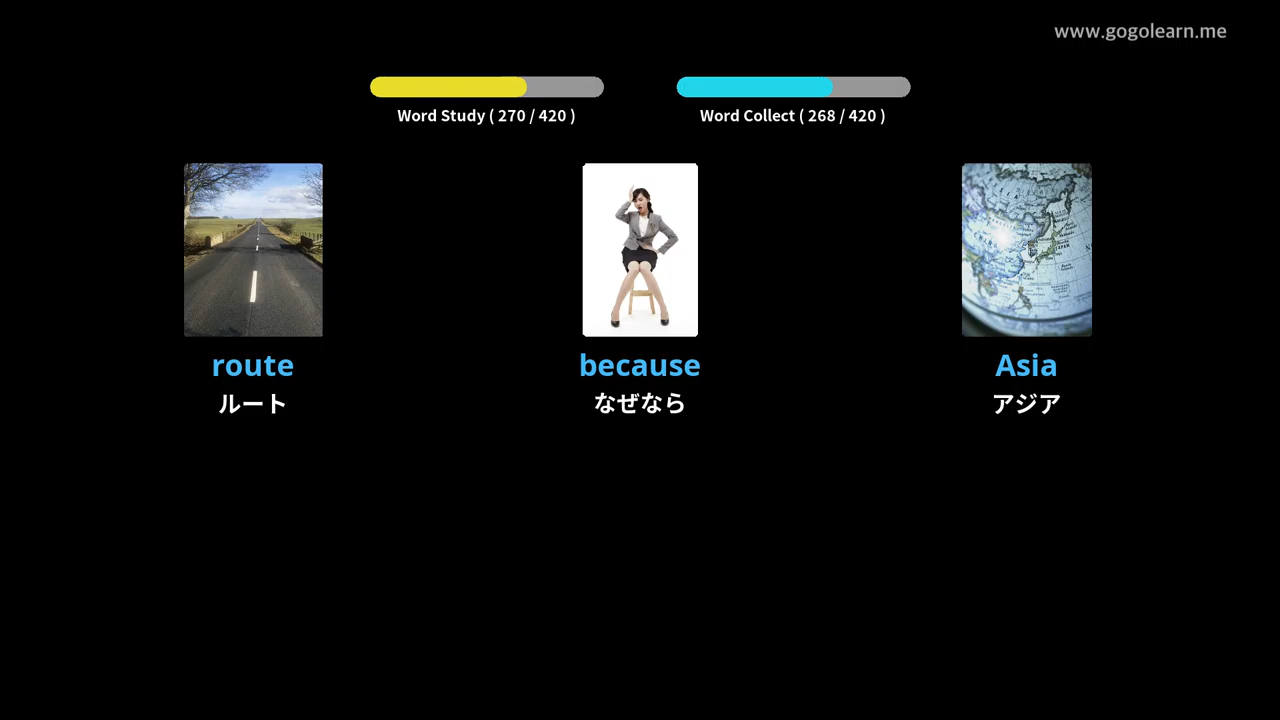 www.gogolearn.me
Word Study ( 270 / 420 )
Word Collect ( 268 / 420 )
route
ルート
because
なぜなら
Asia
アジア
JAPAN